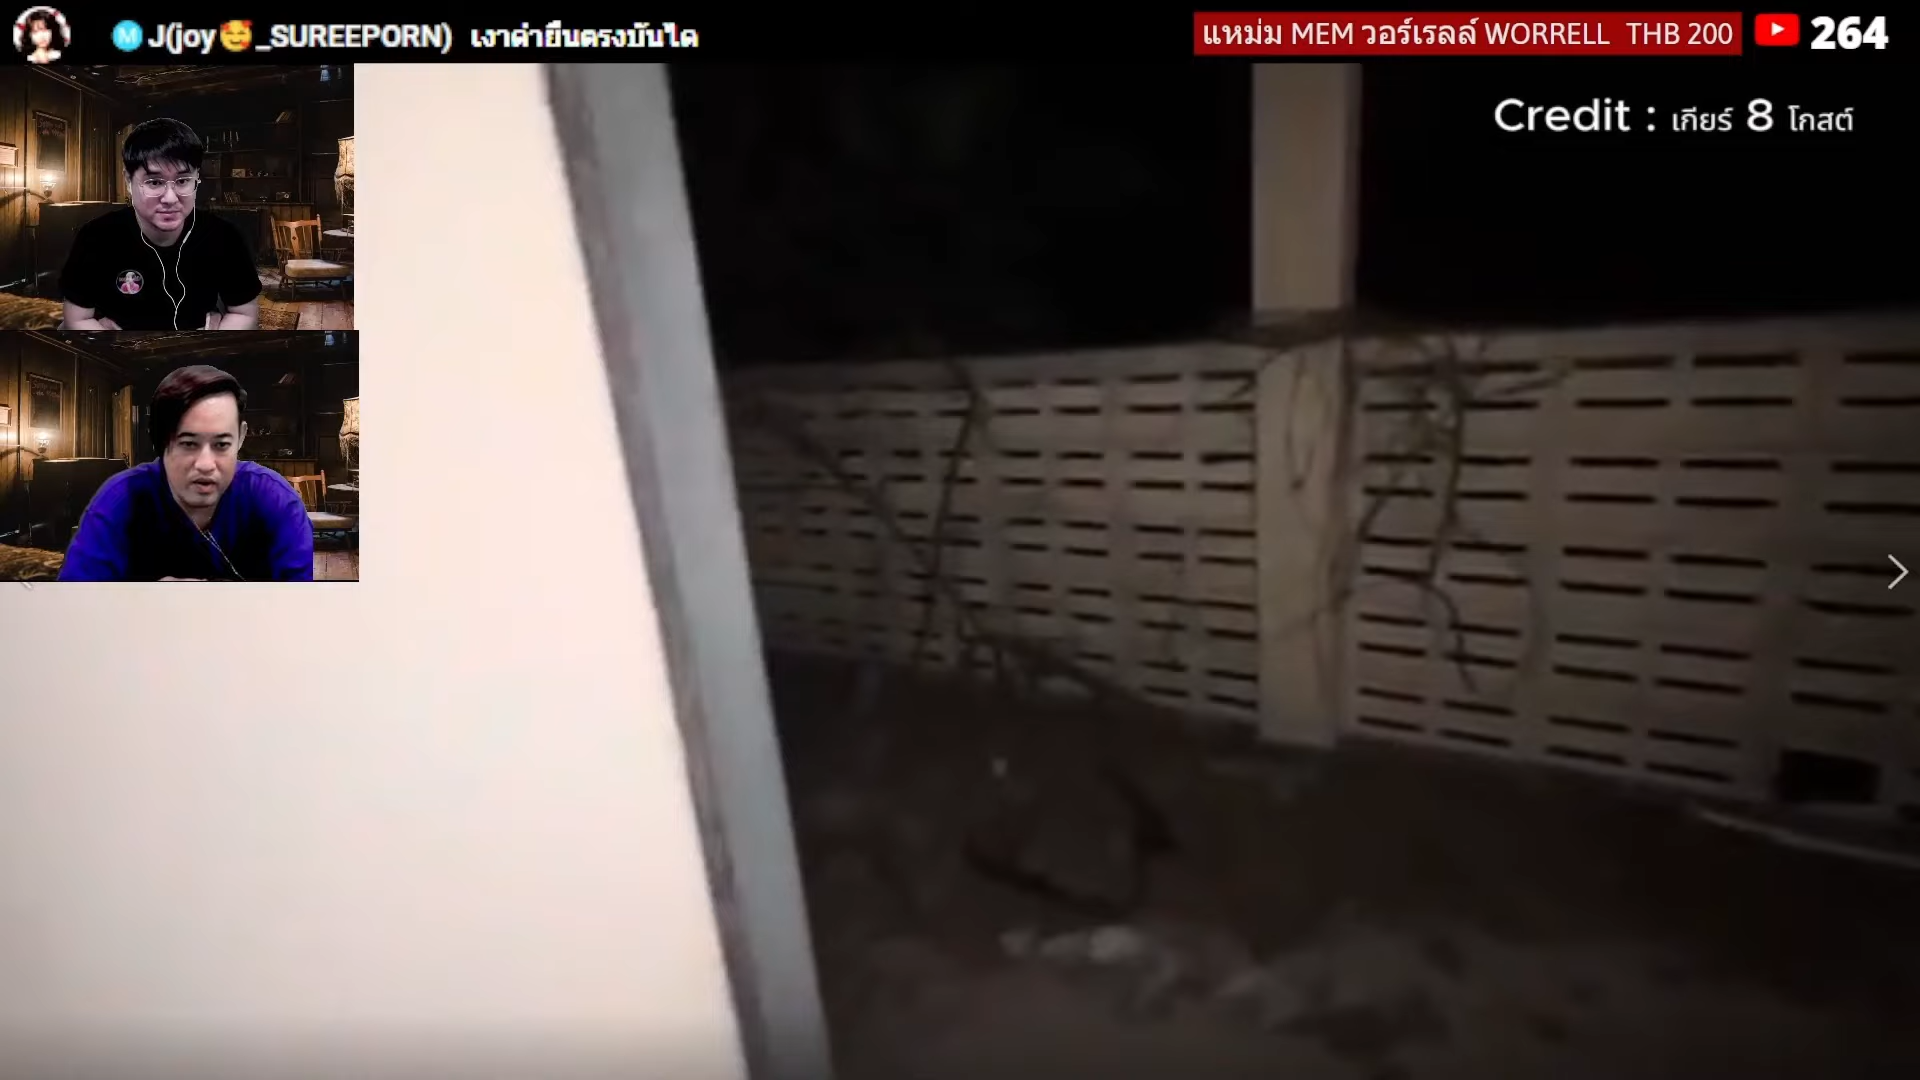 J(joy🥰_SUREEPORN) เงาดำยืนตรงบันได
แหม่ม MEM วอร์เรลล์ WORRELL THB 200
264
Credit : เกียร์ 8 โกสต์